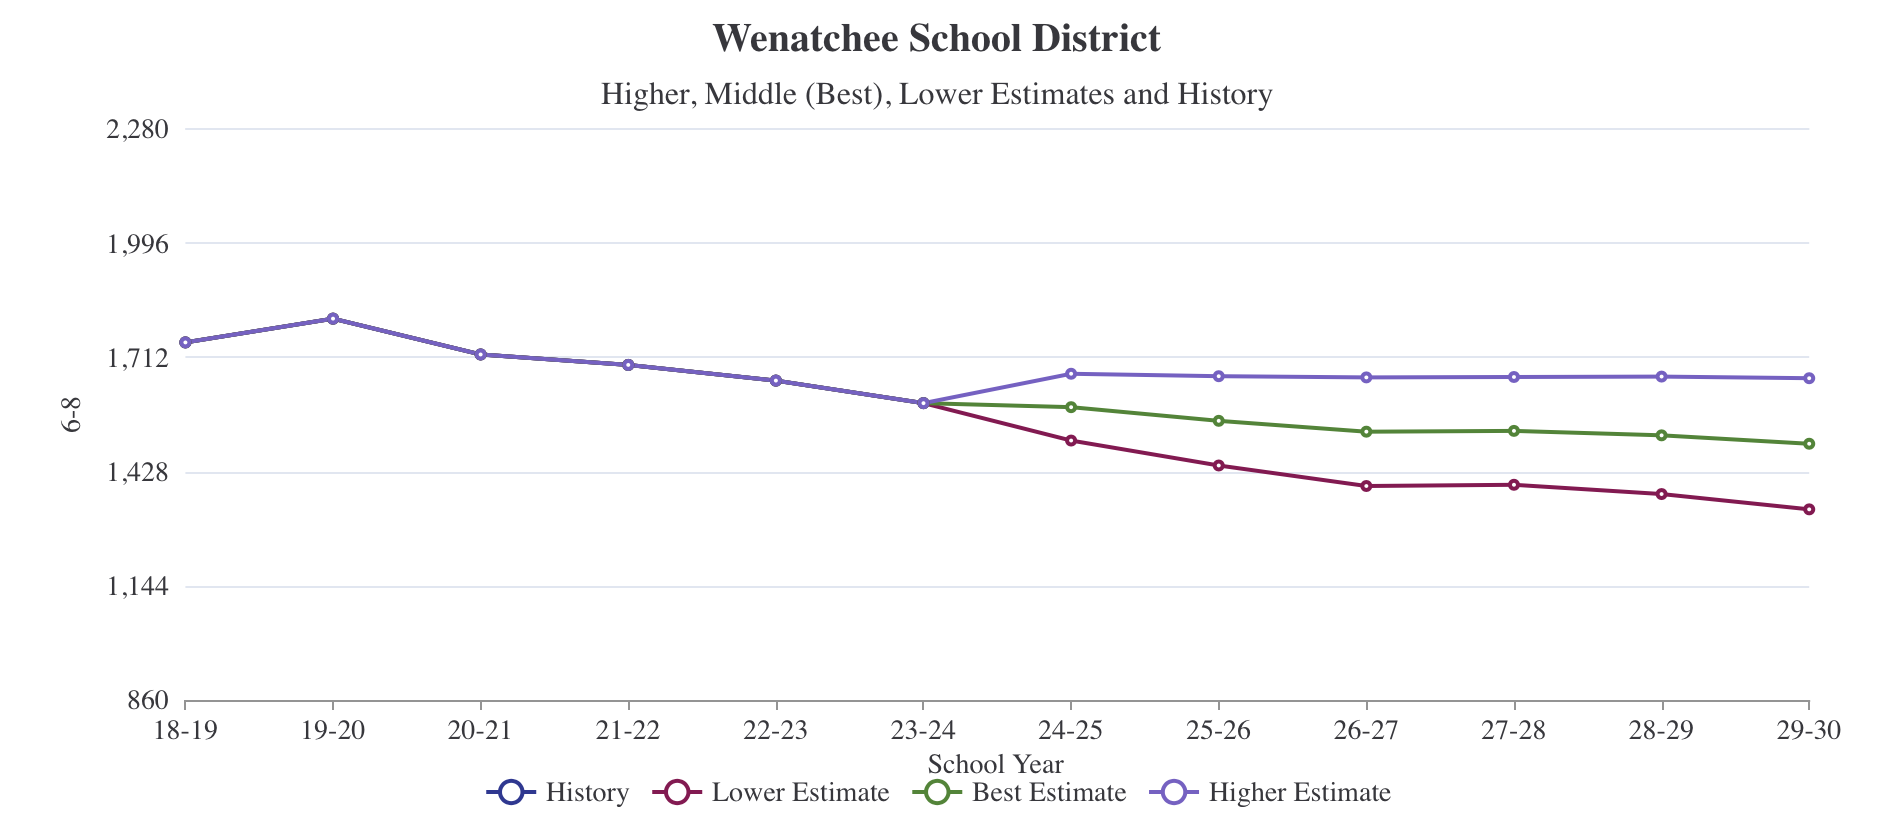 Wenatchee School District
Higher, Middle (Best), Lower Estimates and History
2,280
1,996
1,712
1,428
1,144
860
6-8
18-19 19-20 20-21 21-22 22-23 23-24 24-25 25-26 26-27 27-28 28-29 29-30
School Year
History Lower Estimate Best Estimate Higher Estimate